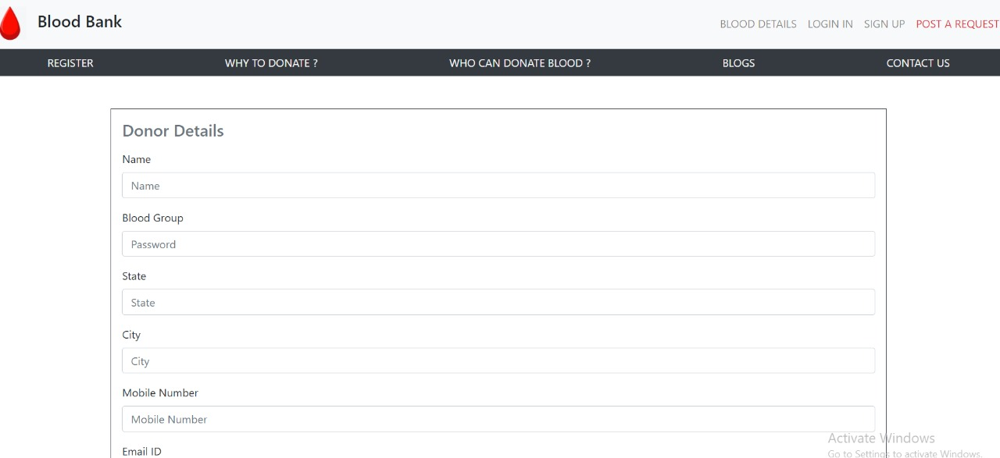 Blood Bank
BLOOD DETAILS LOGIN IN SIGN UP POST A REQUEST
REGISTER WHY TO DONATE ? WHO CAN DONATE BLOOD ? BLOGS CONTACT US
Donor Details
Name
Name
Blood Group
Password
State
State
City
City
Mobile Number
Mobile Number
Activate Windows
Email ID
Go to Settings to activate Windows.